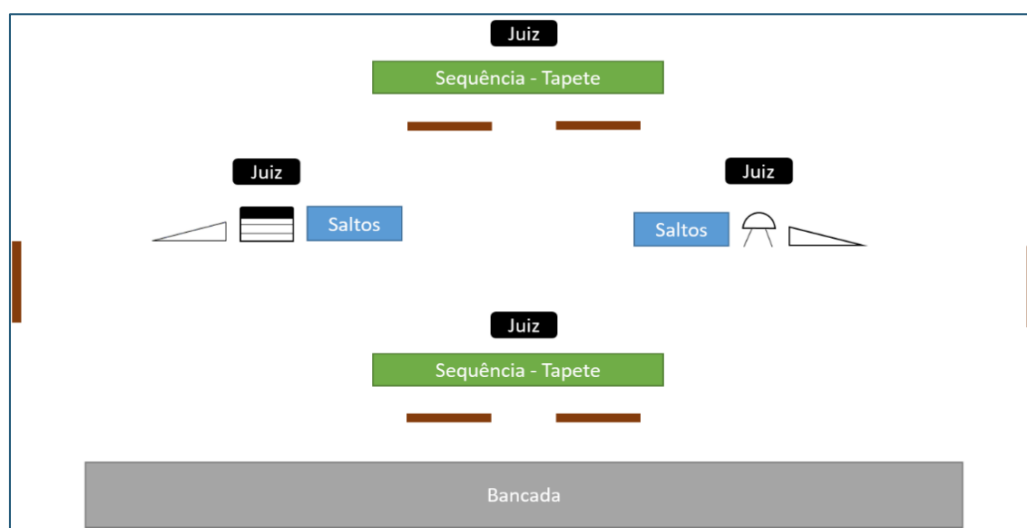 Juiz
Sequência - Tapete
Juiz
Juiz
Saltos
Saltos
Juiz
Sequência - Tapete
Bancada